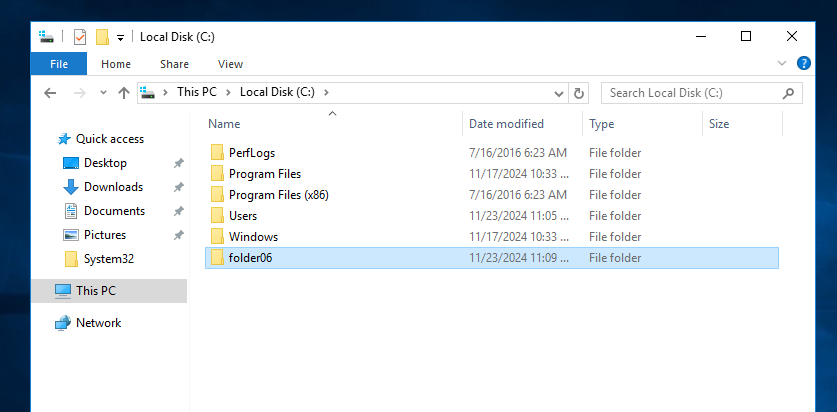 Local Disk (C:)
File Home Share View
This PC Local Disk (C:) Search Local Disk (C:)
Name Date modified Type Size
Quick access
Desktop
Downloads
Documents
Pictures
System32
This PC
Network
PerfLogs 7/16/2016 6:23 AM File folder
Program Files 11/17/2024 10:33 ... File folder
Program Files (x86) 7/16/2016 6:23 AM File folder
Users 11/23/2024 11:05 ... File folder
Windows 11/17/2024 10:33 ... File folder
folder06 11/23/2024 11:09 ... File folder